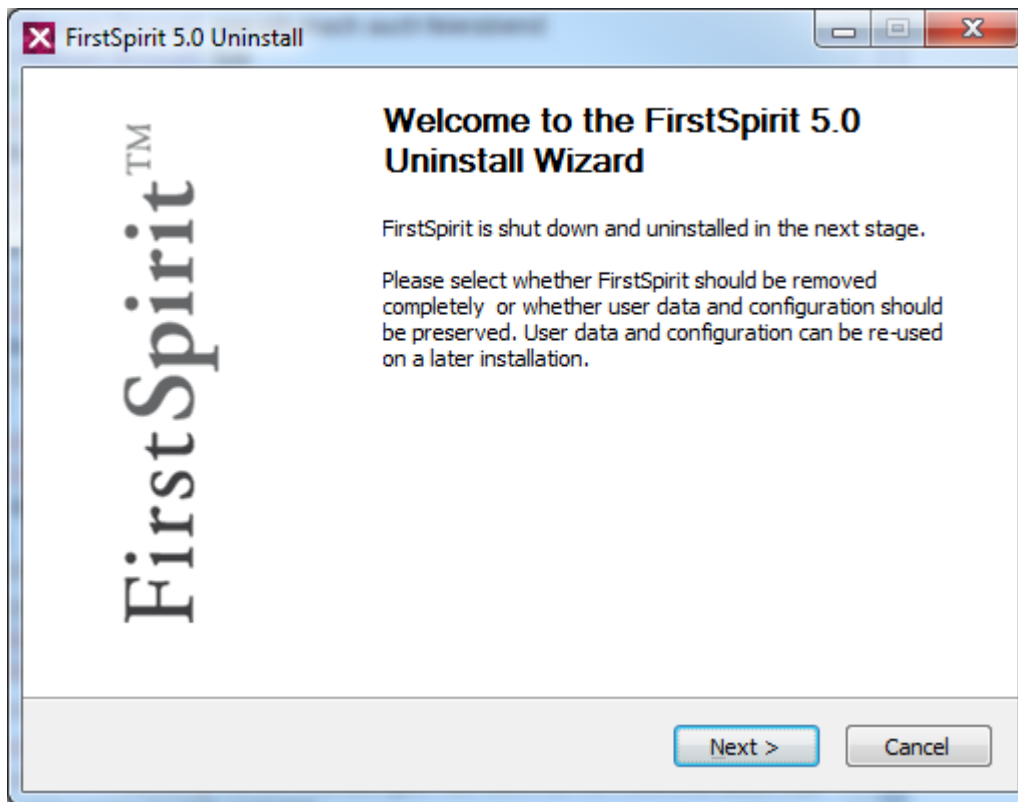 FirstSpirit 5.0 Uninstall
FirstSpirit™
Welcome to the FirstSpirit 5.0
Uninstall Wizard
FirstSpirit is shut down and uninstalled in the next stage.
Please select whether FirstSpirit should be removed
completely  or whether user data and configuration should
be preserved. User data and configuration can be re-used
on a later installation.
Next >
Cancel